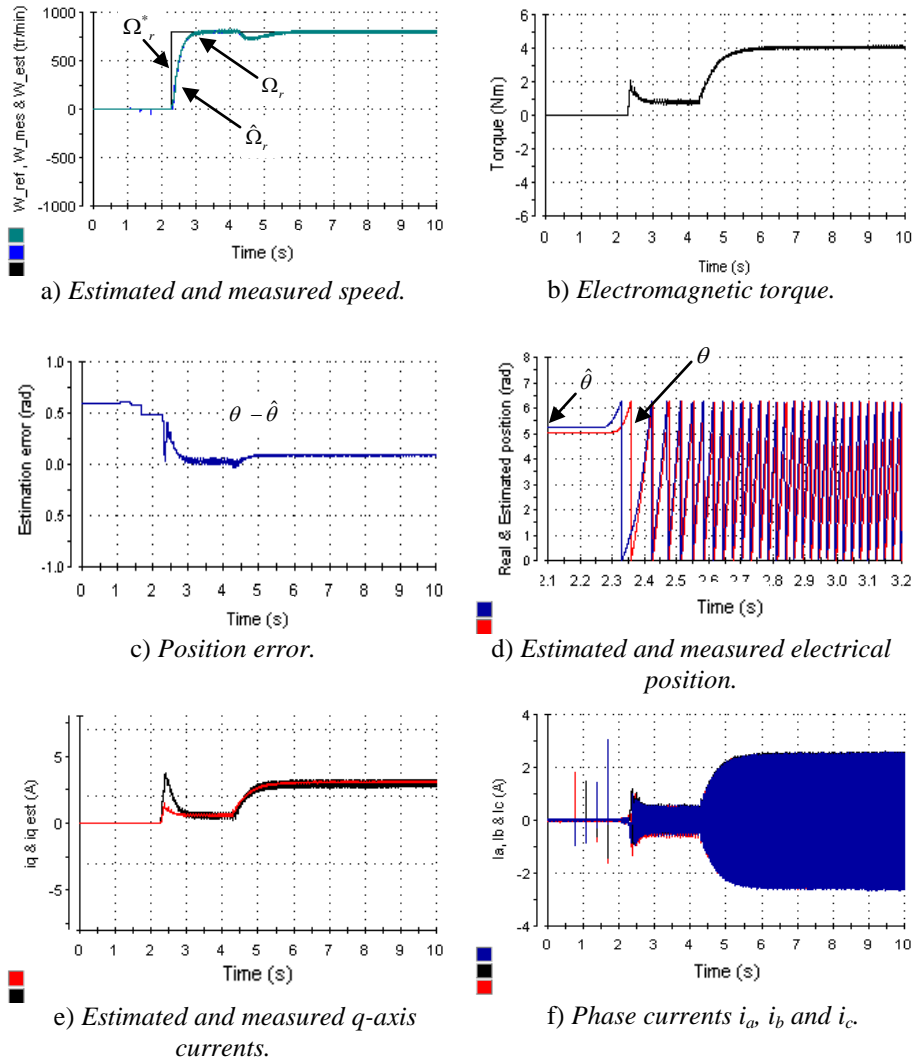 1000
500
0
-500
-1000
W_ref , W_mes & W_est (tr/min)
Ω*r
Ωr
Ω̂r
0 1 2 3 4 5 6 7 8 9 10
Time (s)
a) Estimated and measured speed.
6
4
2
0
-2
-4
-6
Torque (Nm)
0 1 2 3 4 5 6 7 8 9 10
Time (s)
b) Electromagnetic torque.
1.0
0.5
0.0
0.5
-1.0
Estimation error (rad)
θ − θ̂
0 1 2 3 4 5 6 7 8 9 10
Time (s)
c) Position error.
8
7
6
5
4
3
2
1
0
Real & Estimated position (rad)
θ̂
θ
2.1 2.2 2.3 2.4 2.5 2.6 2.7 2.8 2.9 3.0 3.1 3.2
Time (s)
d) Estimated and measured electrical
position.
5
0
-5
iq & iq est (A)
0 1 2 3 4 5 6 7 8 9 10
Time (s)
e) Estimated and measured q-axis
currents.
4
2
0
-2
-4
Ia, Ib & Ic (A)
0 1 2 3 4 5 6 7 8 9 10
Time (s)
f) Phase currents ia, ib and ic.